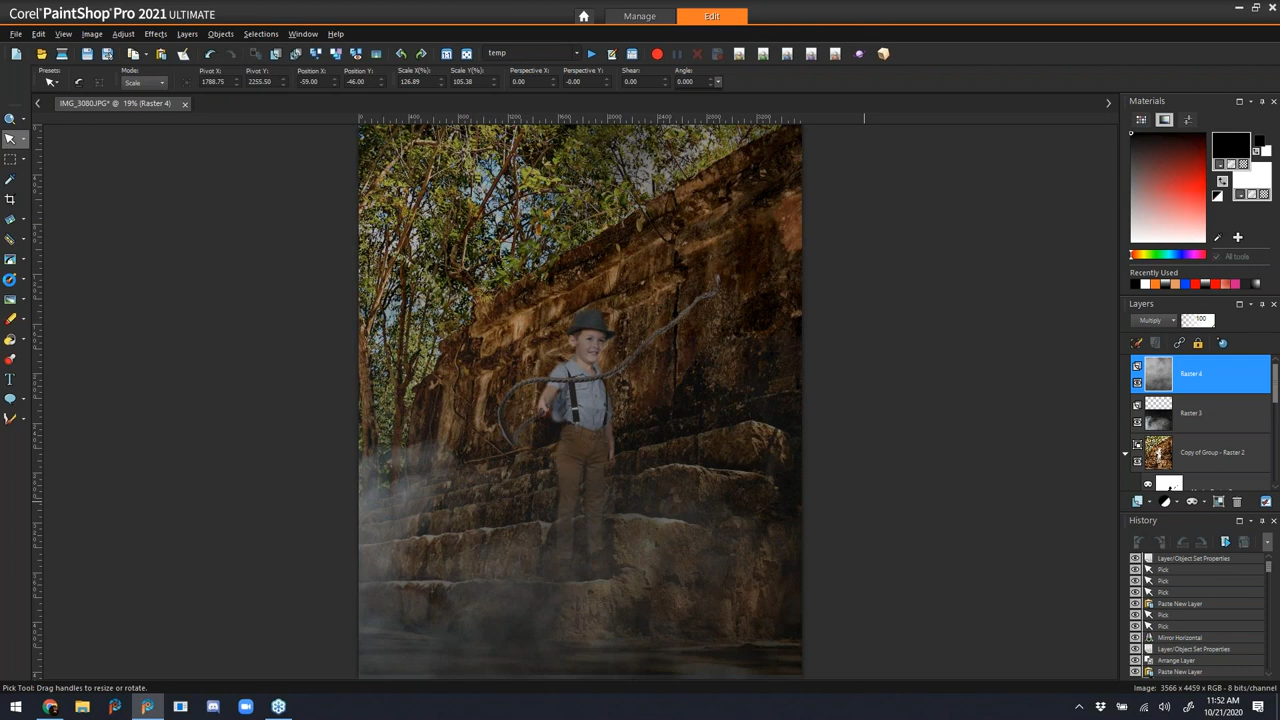 Corel® PaintShop® Pro 2021 ULTIMATE
Manage
Edit
File Edit View Image Adjust Effects Layers Objects Selections Window Help
temp
Presets: Mode: Pivot X: Pivot Y: Position X: Position Y: Scale X(%): Scale Y(%): Perspective X: Perspective Y: Shear: Angle:
Scale 1788.75 2255.50 -59.00 -46.00 126.89 105.38 0.00 -0.00 0.00 0.000
IMG_3080.JPG* @ 19% (Raster 4)
Materials
All tools
Recently Used
Layers
Multiply 100
Raster 4
Raster 3
Copy of Group - Raster 2
History
Layer/Object Set Properties
Pick
Pick
Pick
Paste New Layer
Pick
Pick
Mirror Horizontal
Layer/Object Set Properties
Arrange Layer
Paste New Layer
Pick Tool: Drag handles to resize or rotate.
Image: 3566 x 4459 x RGB - 8 bits/channel
11:52 AM
10/21/2020